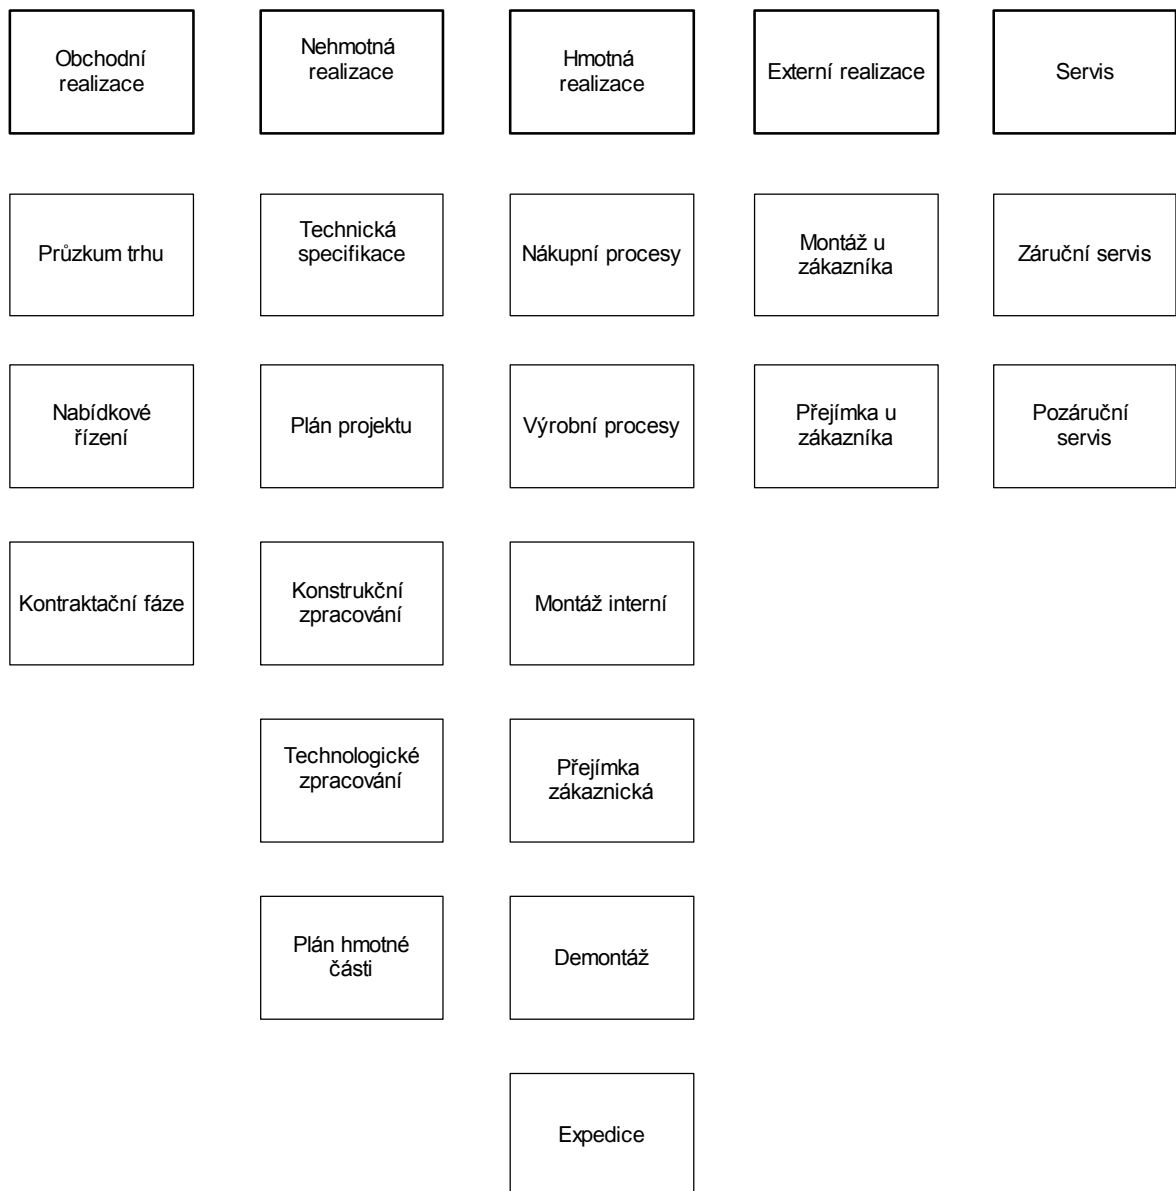 Obchodní
realizace
Nehmotná
realizace
Hmotná
realizace
Externí realizace
Servis
Průzkum trhu
Technická
specifikace
Nákupní procesy
Montáž u
zákazníka
Záruční servis
Nabídkové
řízení
Plán projektu
Výrobní procesy
Přejímka u
zákazníka
Pozáruční
servis
Kontraktační fáze
Konstrukční
zpracování
Montáž interní
Technologické
zpracování
Přejímka
zákaznická
Plán hmotné
části
Demontáž
Expedice